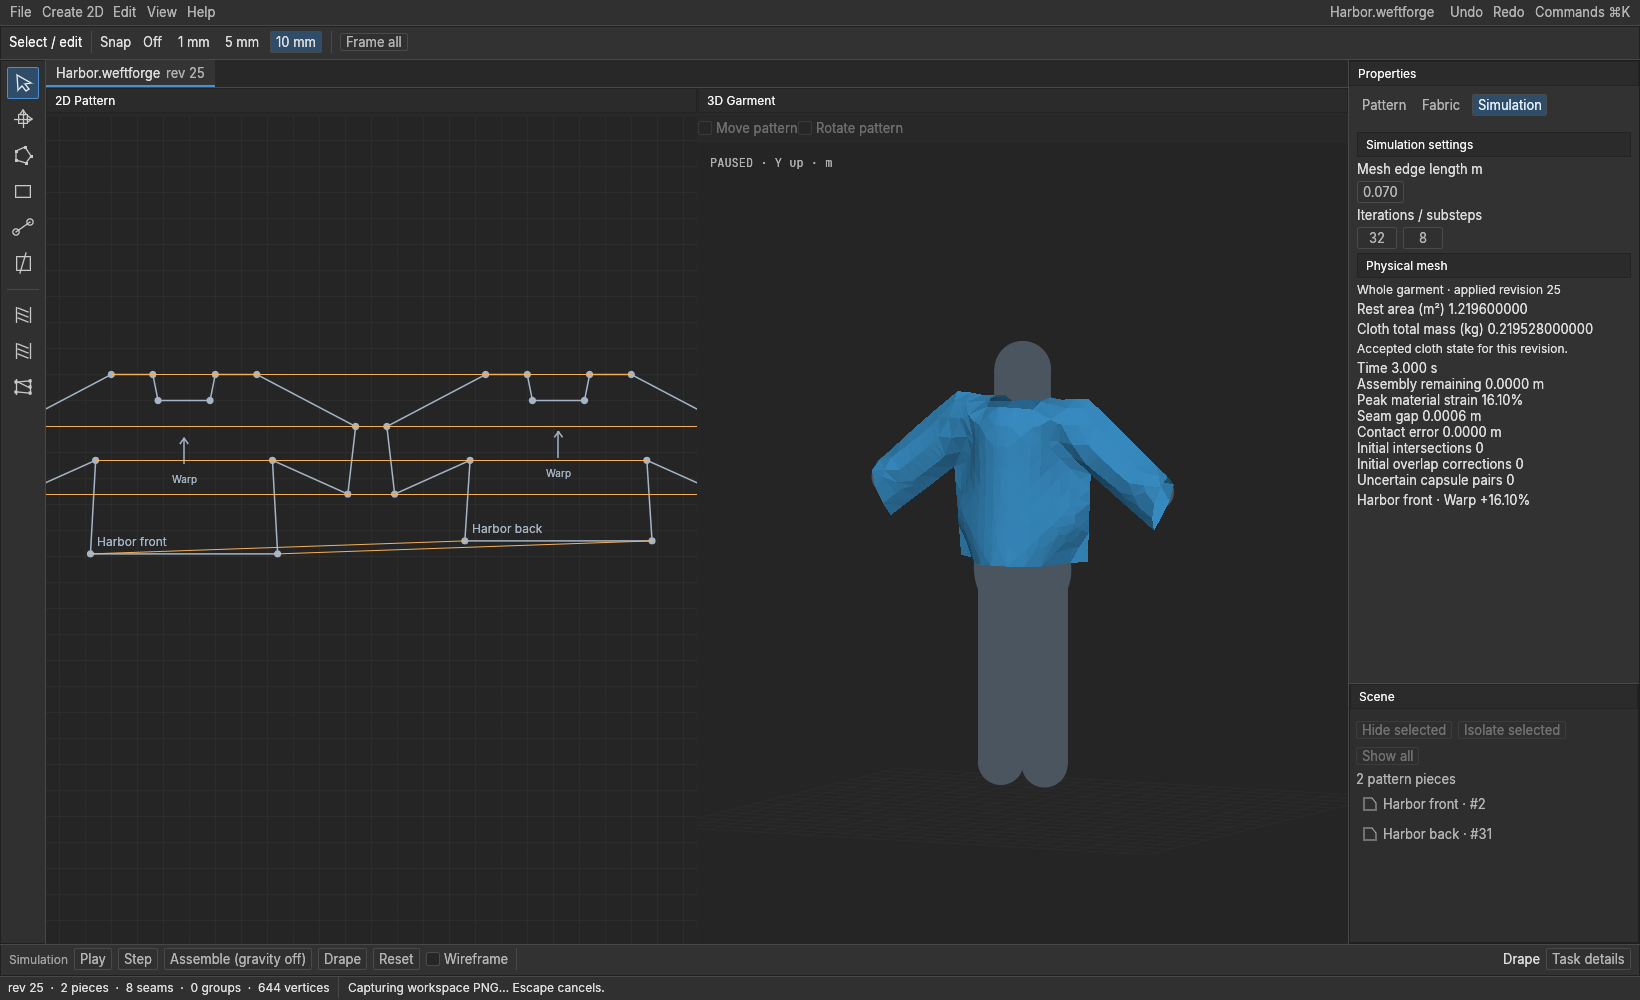 File Create 2D Edit View Help Harbor.weftforge Undo Redo Commands ⌘K
Select / edit Snap Off 1 mm 5 mm 10 mm Frame all
Harbor.weftforge rev 25
2D Pattern
Warp
Warp
Harbor front
Harbor back
3D Garment
Move pattern Rotate pattern
PAUSED · Y up · m
Properties
Pattern Fabric Simulation
Simulation settings
Mesh edge length m
0.070
Iterations / substeps
32 8
Physical mesh
Whole garment · applied revision 25
Rest area (m²) 1.219600000
Cloth total mass (kg) 0.219528000000
Accepted cloth state for this revision.
Time 3.000 s
Assembly remaining 0.0000 m
Peak material strain 16.10%
Seam gap 0.0006 m
Contact error 0.0000 m
Initial intersections 0
Initial overlap corrections 0
Uncertain capsule pairs 0
Harbor front · Warp +16.10%
Scene
Hide selected Isolate selected
Show all
2 pattern pieces
Harbor front · #2
Harbor back · #31
Simulation Play Step Assemble (gravity off) Drape Reset Wireframe Drape Task details
rev 25 · 2 pieces · 8 seams · 0 groups · 644 vertices Capturing workspace PNG... Escape cancels.